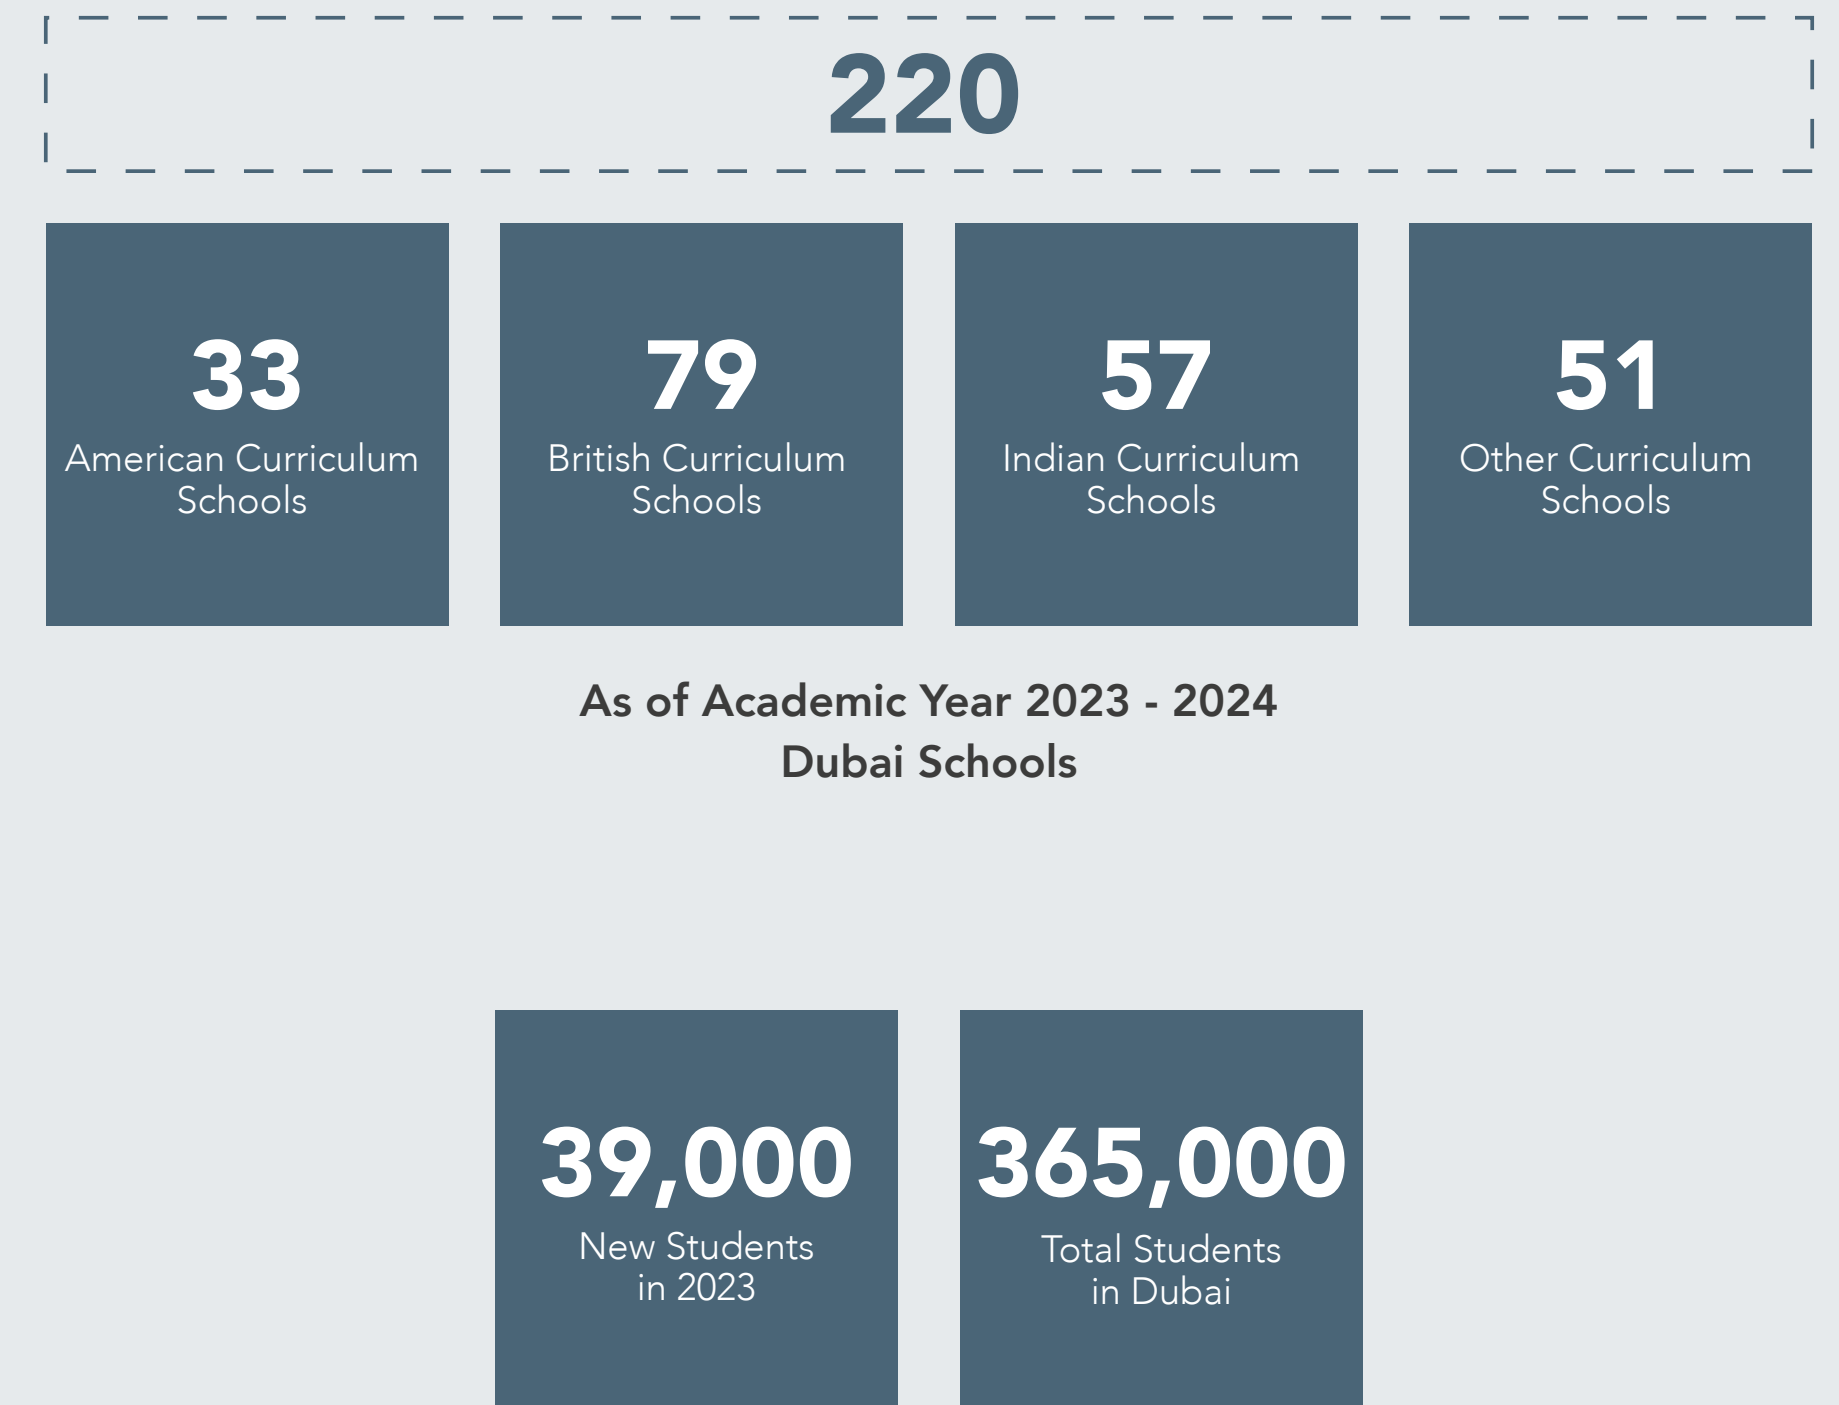 220
33
American Curriculum
Schools
79
British Curriculum
Schools
57
Indian Curriculum
Schools
51
Other Curriculum
Schools
As of Academic Year 2023 - 2024
Dubai Schools
39,000
New Students
in 2023
365,000
Total Students
in Dubai